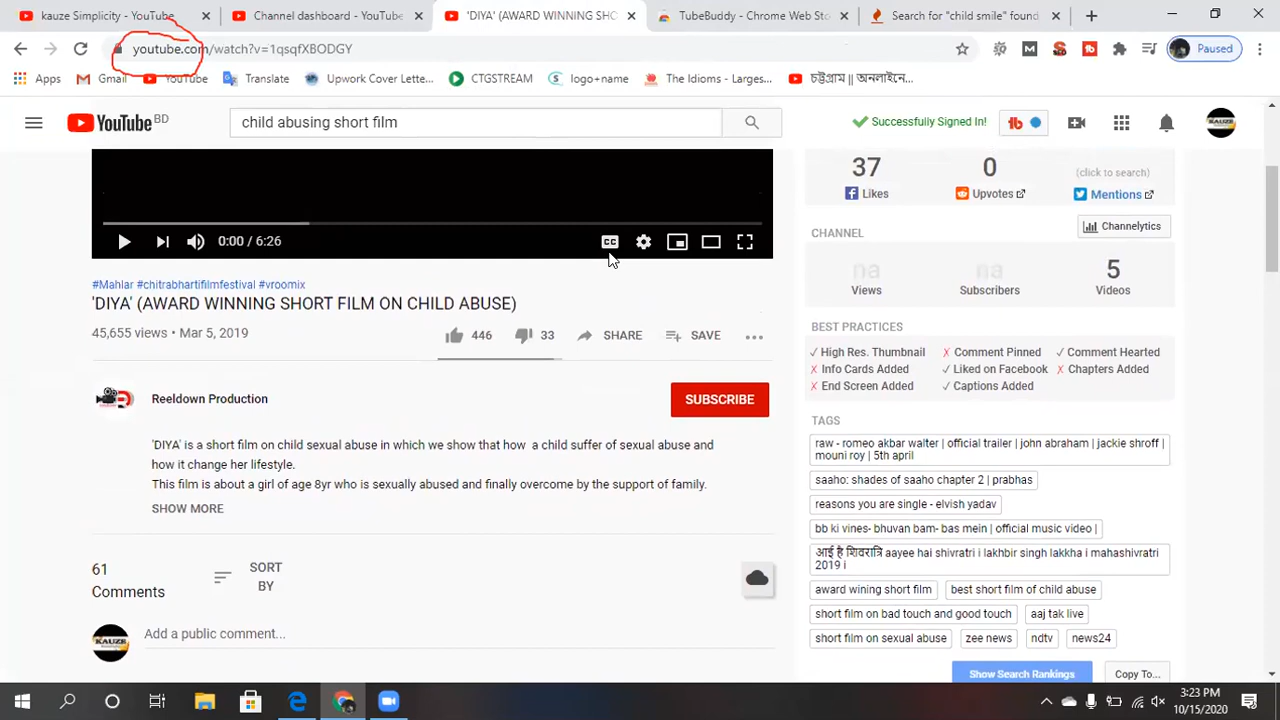 kauze Simplicity - YouTube
Channel dashboard - YouTube
'DIYA' (AWARD WINNING SHO
TubeBuddy - Chrome Web Sto
Search for "child smile" found
youtube.com/watch?v=1qsqfXBODGY
Paused
Apps
Gmail
YouTube
Translate
Upwork Cover Lette...
CTGSTREAM
logo+name
The Idioms - Larges...
চট্টগ্রাম || অনলাইনে...
YouTube BD
child abusing short film
Successfully Signed In!
37
0
(click to search)
Likes
Upvotes
Mentions
Channelytics
CHANNEL
na
na
5
Views
Subscribers
Videos
0:00 / 6:26
#Mahlar #chitrabhartifilmfestival #vroomix
'DIYA' (AWARD WINNING SHORT FILM ON CHILD ABUSE)
45,655 views • Mar 5, 2019
446
33
SHARE
SAVE
BEST PRACTICES
High Res. Thumbnail
Comment Pinned
Comment Hearted
Info Cards Added
Liked on Facebook
Chapters Added
End Screen Added
Captions Added
Reeldown Production
SUBSCRIBE
'DIYA' is a short film on child sexual abuse in which we show that how a child suffer of sexual abuse and
how it change her lifestyle.
This film is about a girl of age 8yr who is sexually abused and finally overcome by the support of family.
SHOW MORE
TAGS
raw - romeo akbar walter | official trailer | john abraham | jackie shroff |
mouni roy | 5th april
saaho: shades of saaho chapter 2 | prabhas
reasons you are single - elvish yadav
bb ki vines- bhuvan bam- bas mein | official music video |
आई है शिवरात्रि aayee hai shivratri i lakhbir singh lakkha i mahashivratri
2019 i
award wining short film
best short film of child abuse
short film on bad touch and good touch
aaj tak live
short film on sexual abuse
zee news
ndtv
news24
Show Search Rankings
Copy To...
61
Comments
SORT
BY
Add a public comment...
KAUZE
3:23 PM
10/15/2020